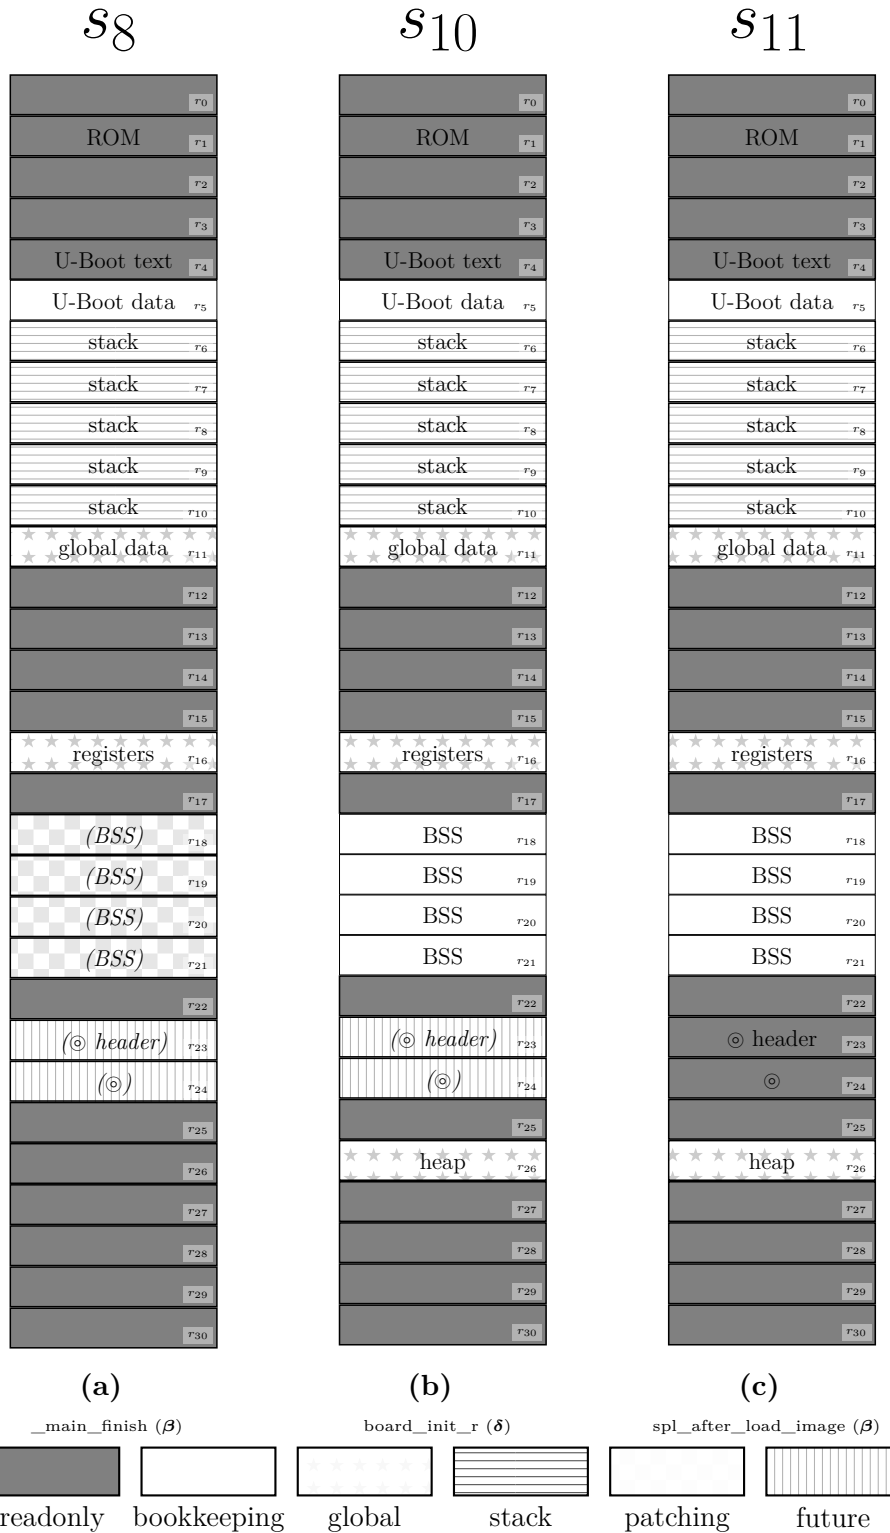 s8 s10 s11
r0 r0 r0
ROM r1 ROM r1 ROM r1
r2 r2 r2
r3 r3 r3
U-Boot text r4 U-Boot text r4 U-Boot text r4
U-Boot data r5 U-Boot data r5 U-Boot data r5
stack r6 stack r6 stack r6
stack r7 stack r7 stack r7
stack r8 stack r8 stack r8
stack r9 stack r9 stack r9
stack r10 stack r10 stack r10
global data r11 global data r11 global data r11
r12 r12 r12
r13 r13 r13
r14 r14 r14
r15 r15 r15
registers r16 registers r16 registers r16
r17 r17 r17
(BSS) r18 BSS r18 BSS r18
(BSS) r19 BSS r19 BSS r19
(BSS) r20 BSS r20 BSS r20
(BSS) r21 BSS r21 BSS r21
r22 r22 r22
(⊚ header) r23 (⊚ header) r23 ⊚ header r23
(⊚) r24 (⊚) r24 ⊚ r24
r25 r25 r25
r26 heap r26 heap r26
r27 r27 r27
r28 r28 r28
r29 r29 r29
r30 r30 r30
(a) (b) (c)
_main_finish (β) board_init_r (δ) spl_after_load_image (β)
readonly bookkeeping global stack patching future